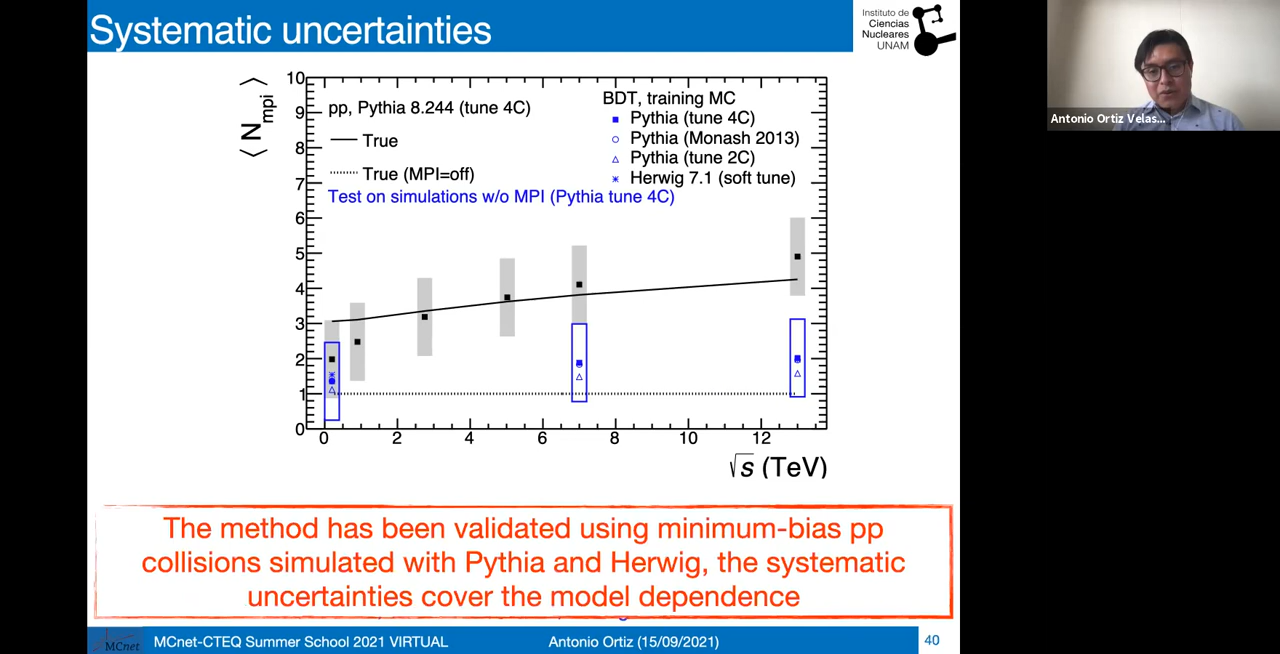 Systematic uncertainties
Instituto de
Ciencias
Nucleares
UNAM
Antonio Ortiz Velas...
⟨ N_mpi ⟩
10
9
8
7
6
5
4
3
2
1
0
pp, Pythia 8.244 (tune 4C)
True
True (MPI=off)
Test on simulations w/o MPI (Pythia tune 4C)
BDT, training MC
Pythia (tune 4C)
Pythia (Monash 2013)
Pythia (tune 2C)
Herwig 7.1 (soft tune)
0 2 4 6 8 10 12
√s (TeV)
The method has been validated using minimum-bias pp
collisions simulated with Pythia and Herwig, the systematic
uncertainties cover the model dependence
MCnet
MCnet-CTEQ Summer School 2021 VIRTUAL
Antonio Ortiz (15/09/2021)
40